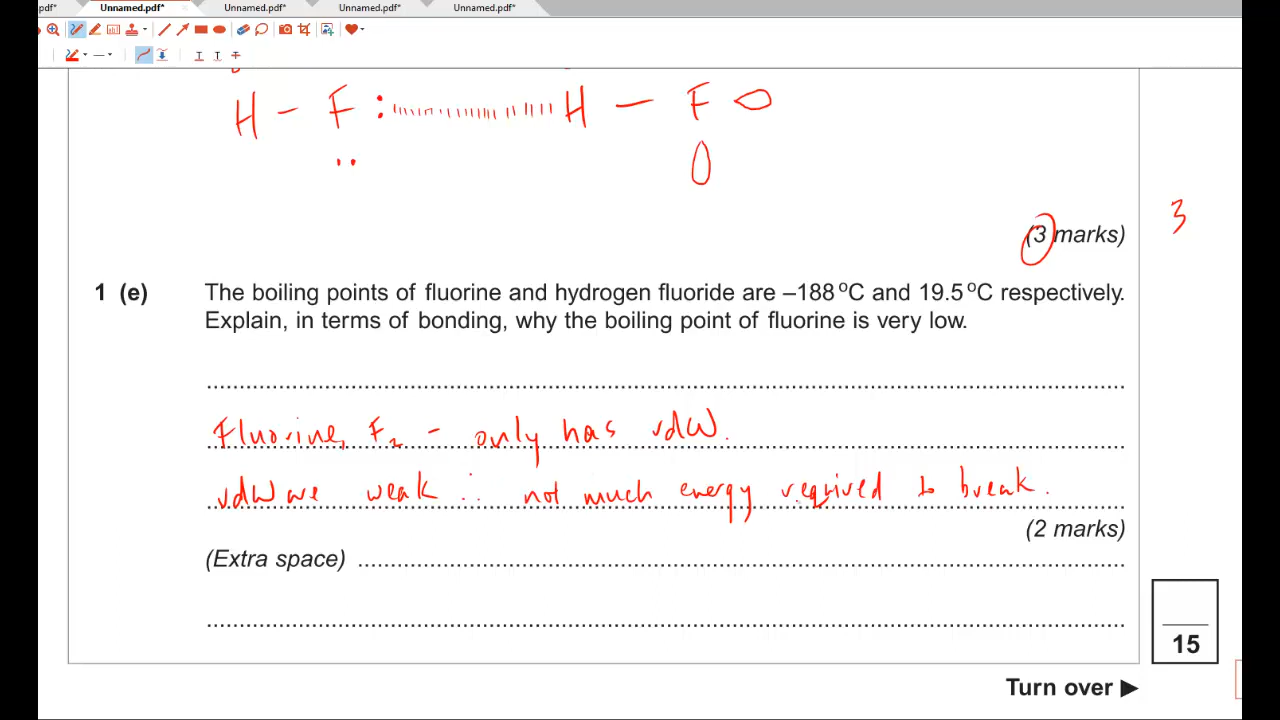 pdf*
Unnamed.pdf*
Unnamed.pdf*
Unnamed.pdf*
Unnamed.pdf*
H – F : H – F
(3 marks)
3
1 (e) The boiling points of fluorine and hydrogen fluoride are –188 °C and 19.5 °C respectively.
Explain, in terms of bonding, why the boiling point of fluorine is very low.
Fluorine, F₂ - only has vdW.
vdW are weak ∴ not much energy required to break.
(2 marks)
(Extra space)
15
Turn over ►